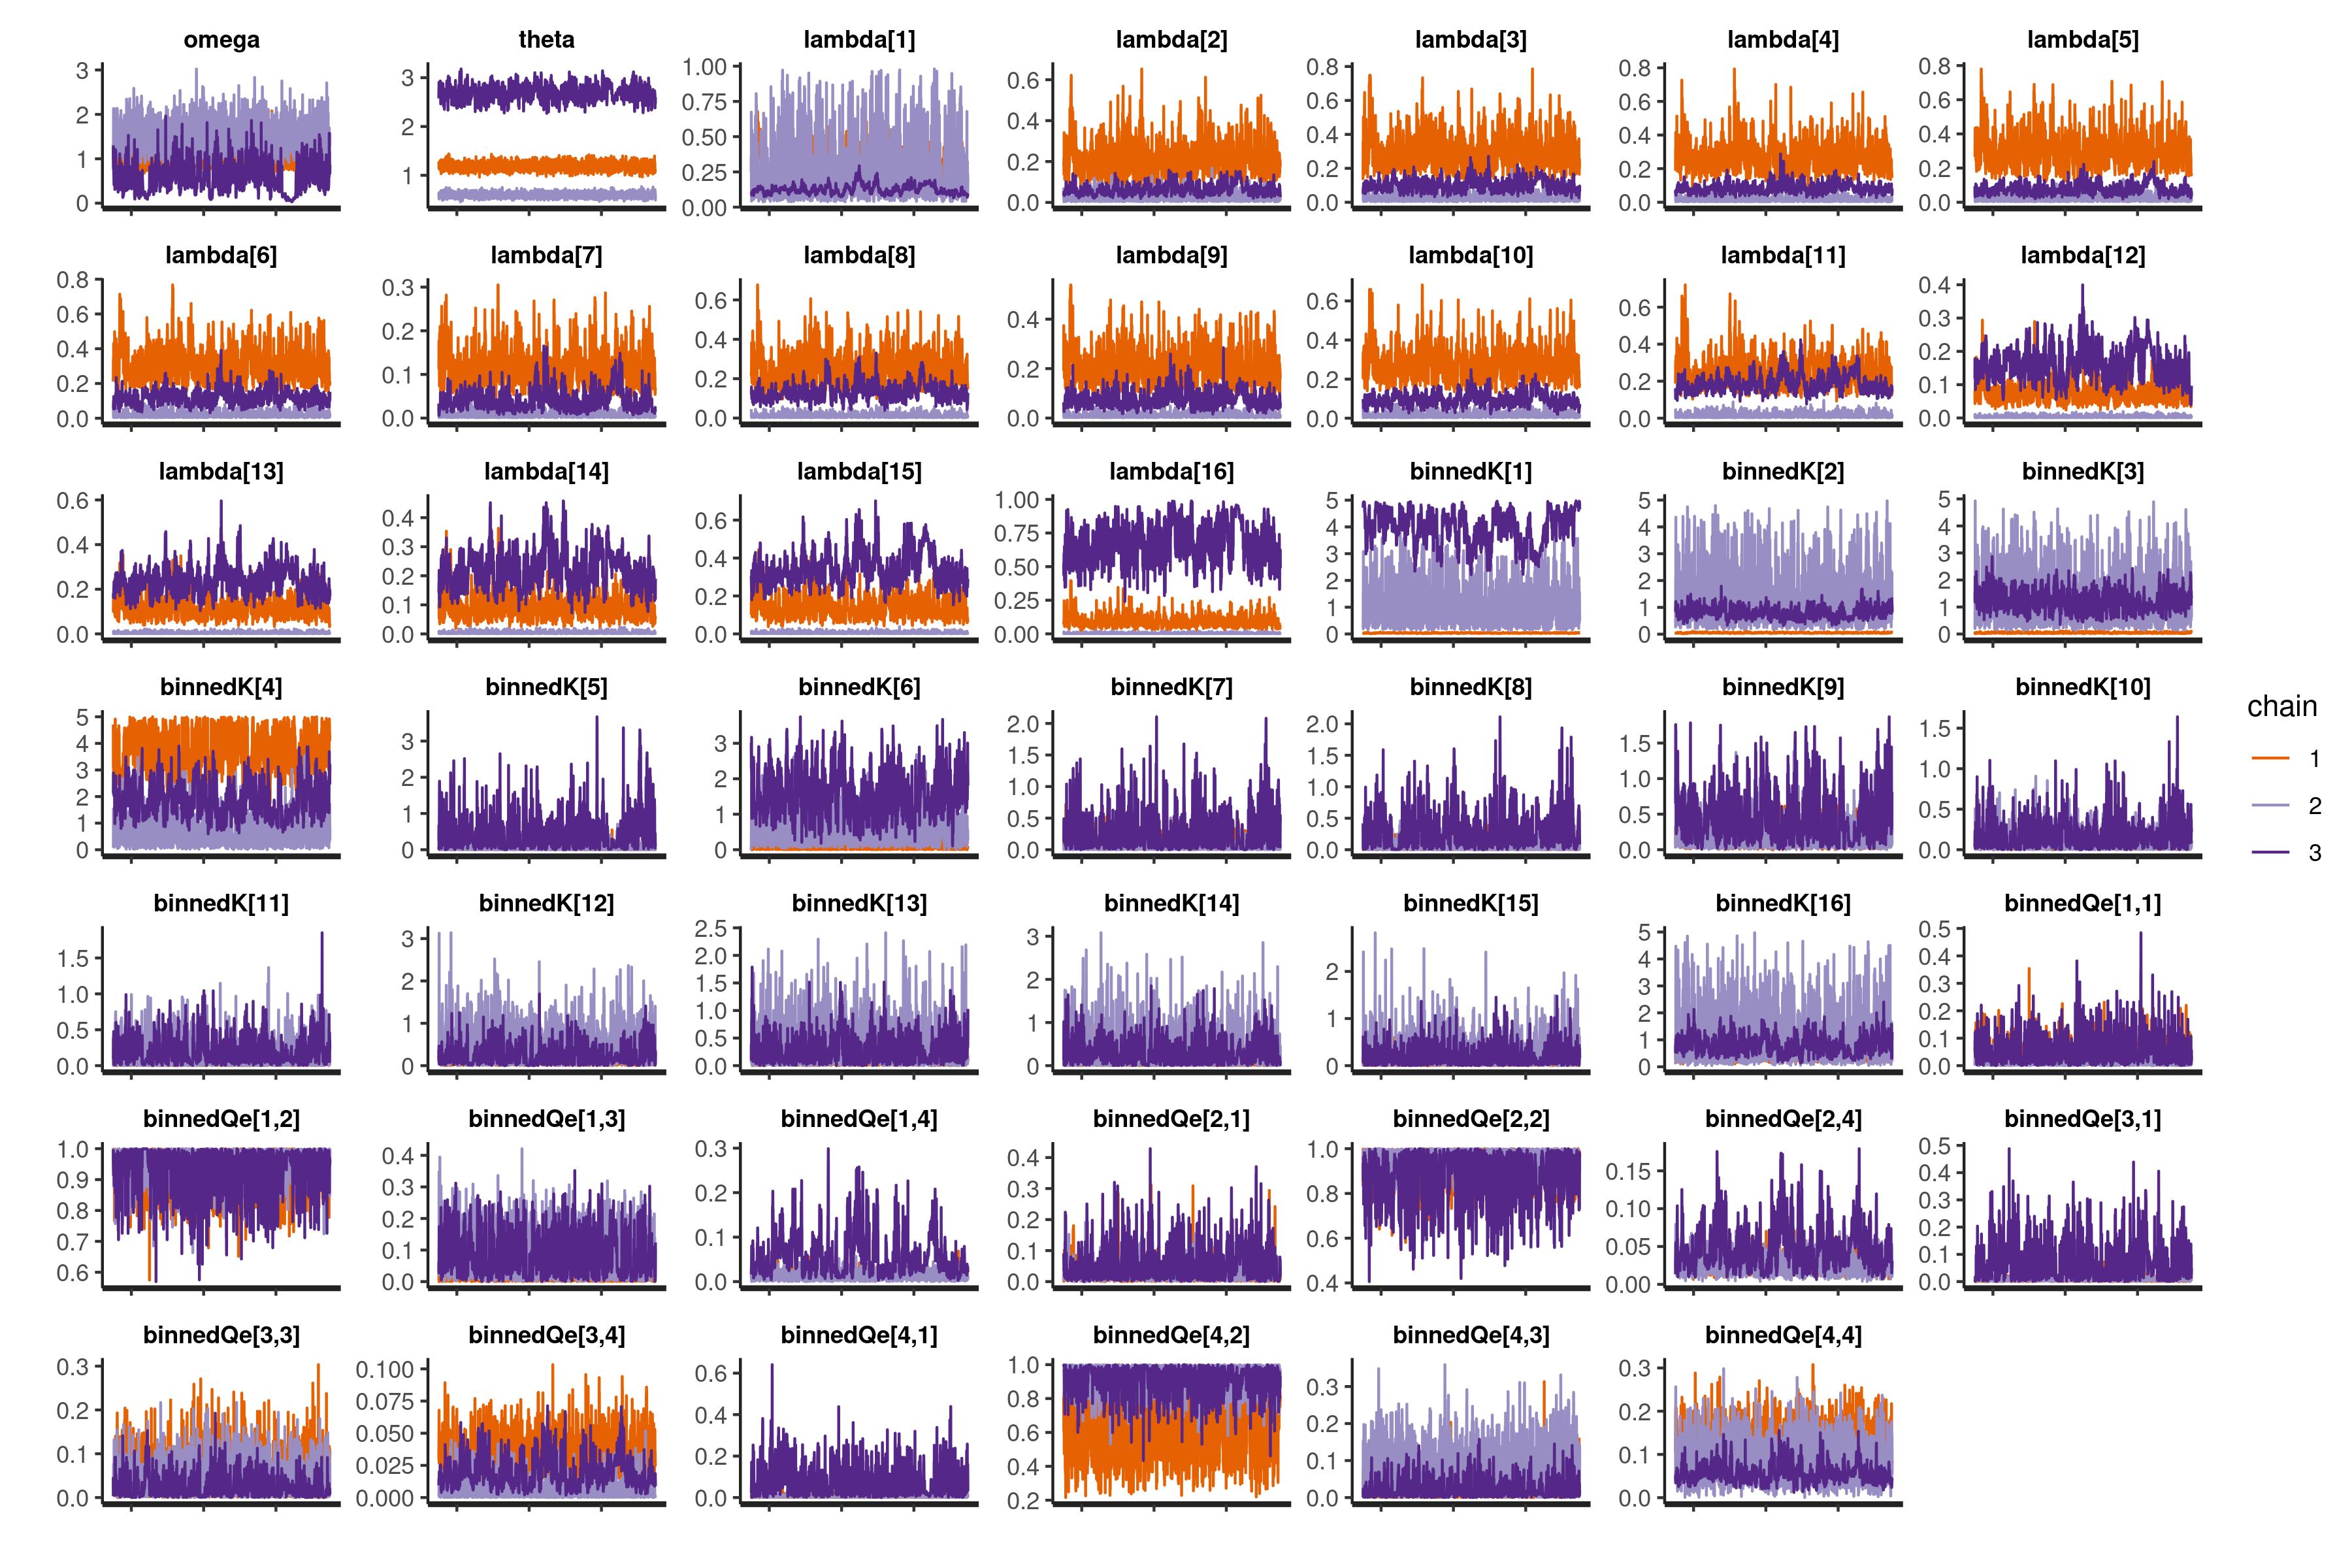 omega theta lambda[1] lambda[2] lambda[3] lambda[4] lambda[5]
3 2 1 0
3 2 1
1.00 0.75 0.50 0.25 0.00
0.6 0.4 0.2 0.0
0.8 0.6 0.4 0.2 0.0
0.8 0.6 0.4 0.2 0.0
0.8 0.6 0.4 0.2 0.0
lambda[6] lambda[7] lambda[8] lambda[9] lambda[10] lambda[11] lambda[12]
0.8 0.6 0.4 0.2 0.0
0.3 0.2 0.1 0.0
0.6 0.4 0.2 0.0
0.4 0.2 0.0
0.6 0.4 0.2 0.0
0.6 0.4 0.2 0.0
0.4 0.3 0.2 0.1 0.0
lambda[13] lambda[14] lambda[15] lambda[16] binnedK[1] binnedK[2] binnedK[3]
0.6 0.4 0.2 0.0
0.4 0.3 0.2 0.1 0.0
0.6 0.4 0.2 0.0
1.00 0.75 0.50 0.25 0.00
5 4 3 2 1 0
5 4 3 2 1 0
5 4 3 2 1 0
binnedK[4] binnedK[5] binnedK[6] binnedK[7] binnedK[8] binnedK[9] binnedK[10]
5 4 3 2 1 0
3 2 1 0
3 2 1 0
2.0 1.5 1.0 0.5 0.0
2.0 1.5 1.0 0.5 0.0
1.5 1.0 0.5 0.0
1.5 1.0 0.5 0.0
chain
1
2
3
binnedK[11] binnedK[12] binnedK[13] binnedK[14] binnedK[15] binnedK[16] binnedQe[1,1]
1.5 1.0 0.5 0.0
3 2 1 0
2.5 2.0 1.5 1.0 0.5 0.0
3 2 1 0
2 1 0
5 4 3 2 1 0
0.5 0.4 0.3 0.2 0.1 0.0
binnedQe[1,2] binnedQe[1,3] binnedQe[1,4] binnedQe[2,1] binnedQe[2,2] binnedQe[2,4] binnedQe[3,1]
1.0 0.9 0.8 0.7 0.6
0.4 0.3 0.2 0.1 0.0
0.3 0.2 0.1 0.0
0.4 0.3 0.2 0.1 0.0
1.0 0.8 0.6 0.4
0.15 0.10 0.05 0.00
0.5 0.4 0.3 0.2 0.1 0.0
binnedQe[3,3] binnedQe[3,4] binnedQe[4,1] binnedQe[4,2] binnedQe[4,3] binnedQe[4,4]
0.3 0.2 0.1 0.0
0.100 0.075 0.050 0.025 0.000
0.6 0.4 0.2 0.0
1.0 0.8 0.6 0.4 0.2
0.3 0.2 0.1 0.0
0.3 0.2 0.1 0.0